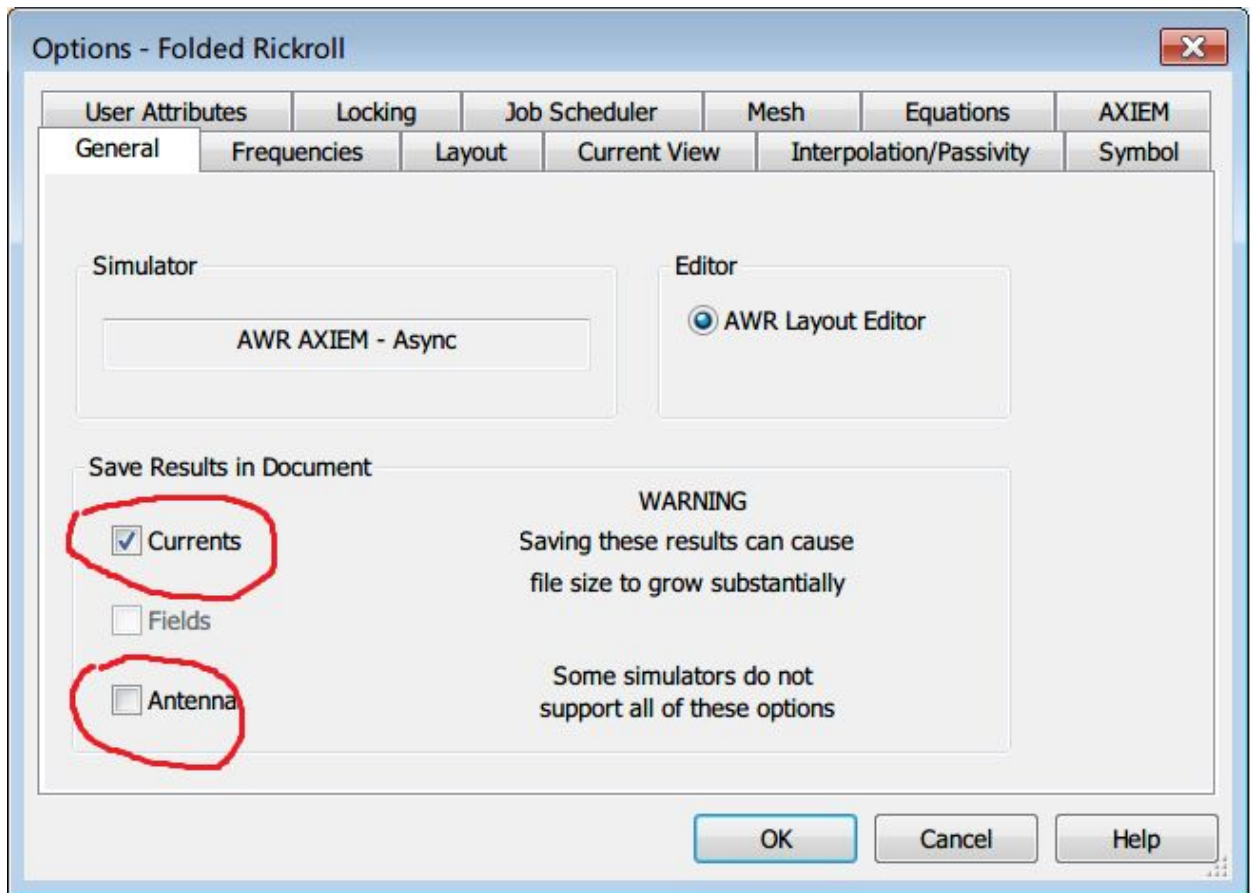 Options - Folded Rickroll
User Attributes Locking Job Scheduler Mesh Equations AXIEM
General Frequencies Layout Current View Interpolation/Passivity Symbol
Simulator
AWR AXIEM - Async
Editor
AWR Layout Editor
Save Results in Document
Currents
Fields
Antenna
WARNING
Saving these results can cause
file size to grow substantially
Some simulators do not
support all of these options
OK Cancel Help